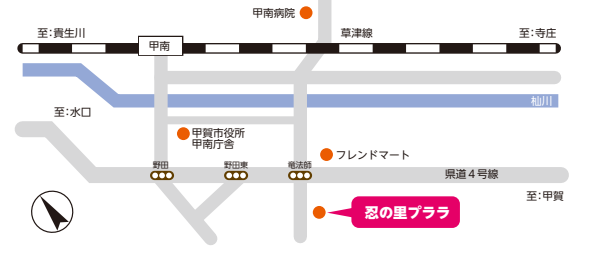 甲南病院
至:貴生川
草津線
至:寺庄
甲南
杣川
至:水口
甲賀市役所
甲南庁舎
フレンドマート
野田
野田東
竜法師
県道4号線
至:甲賀
忍の里プララ